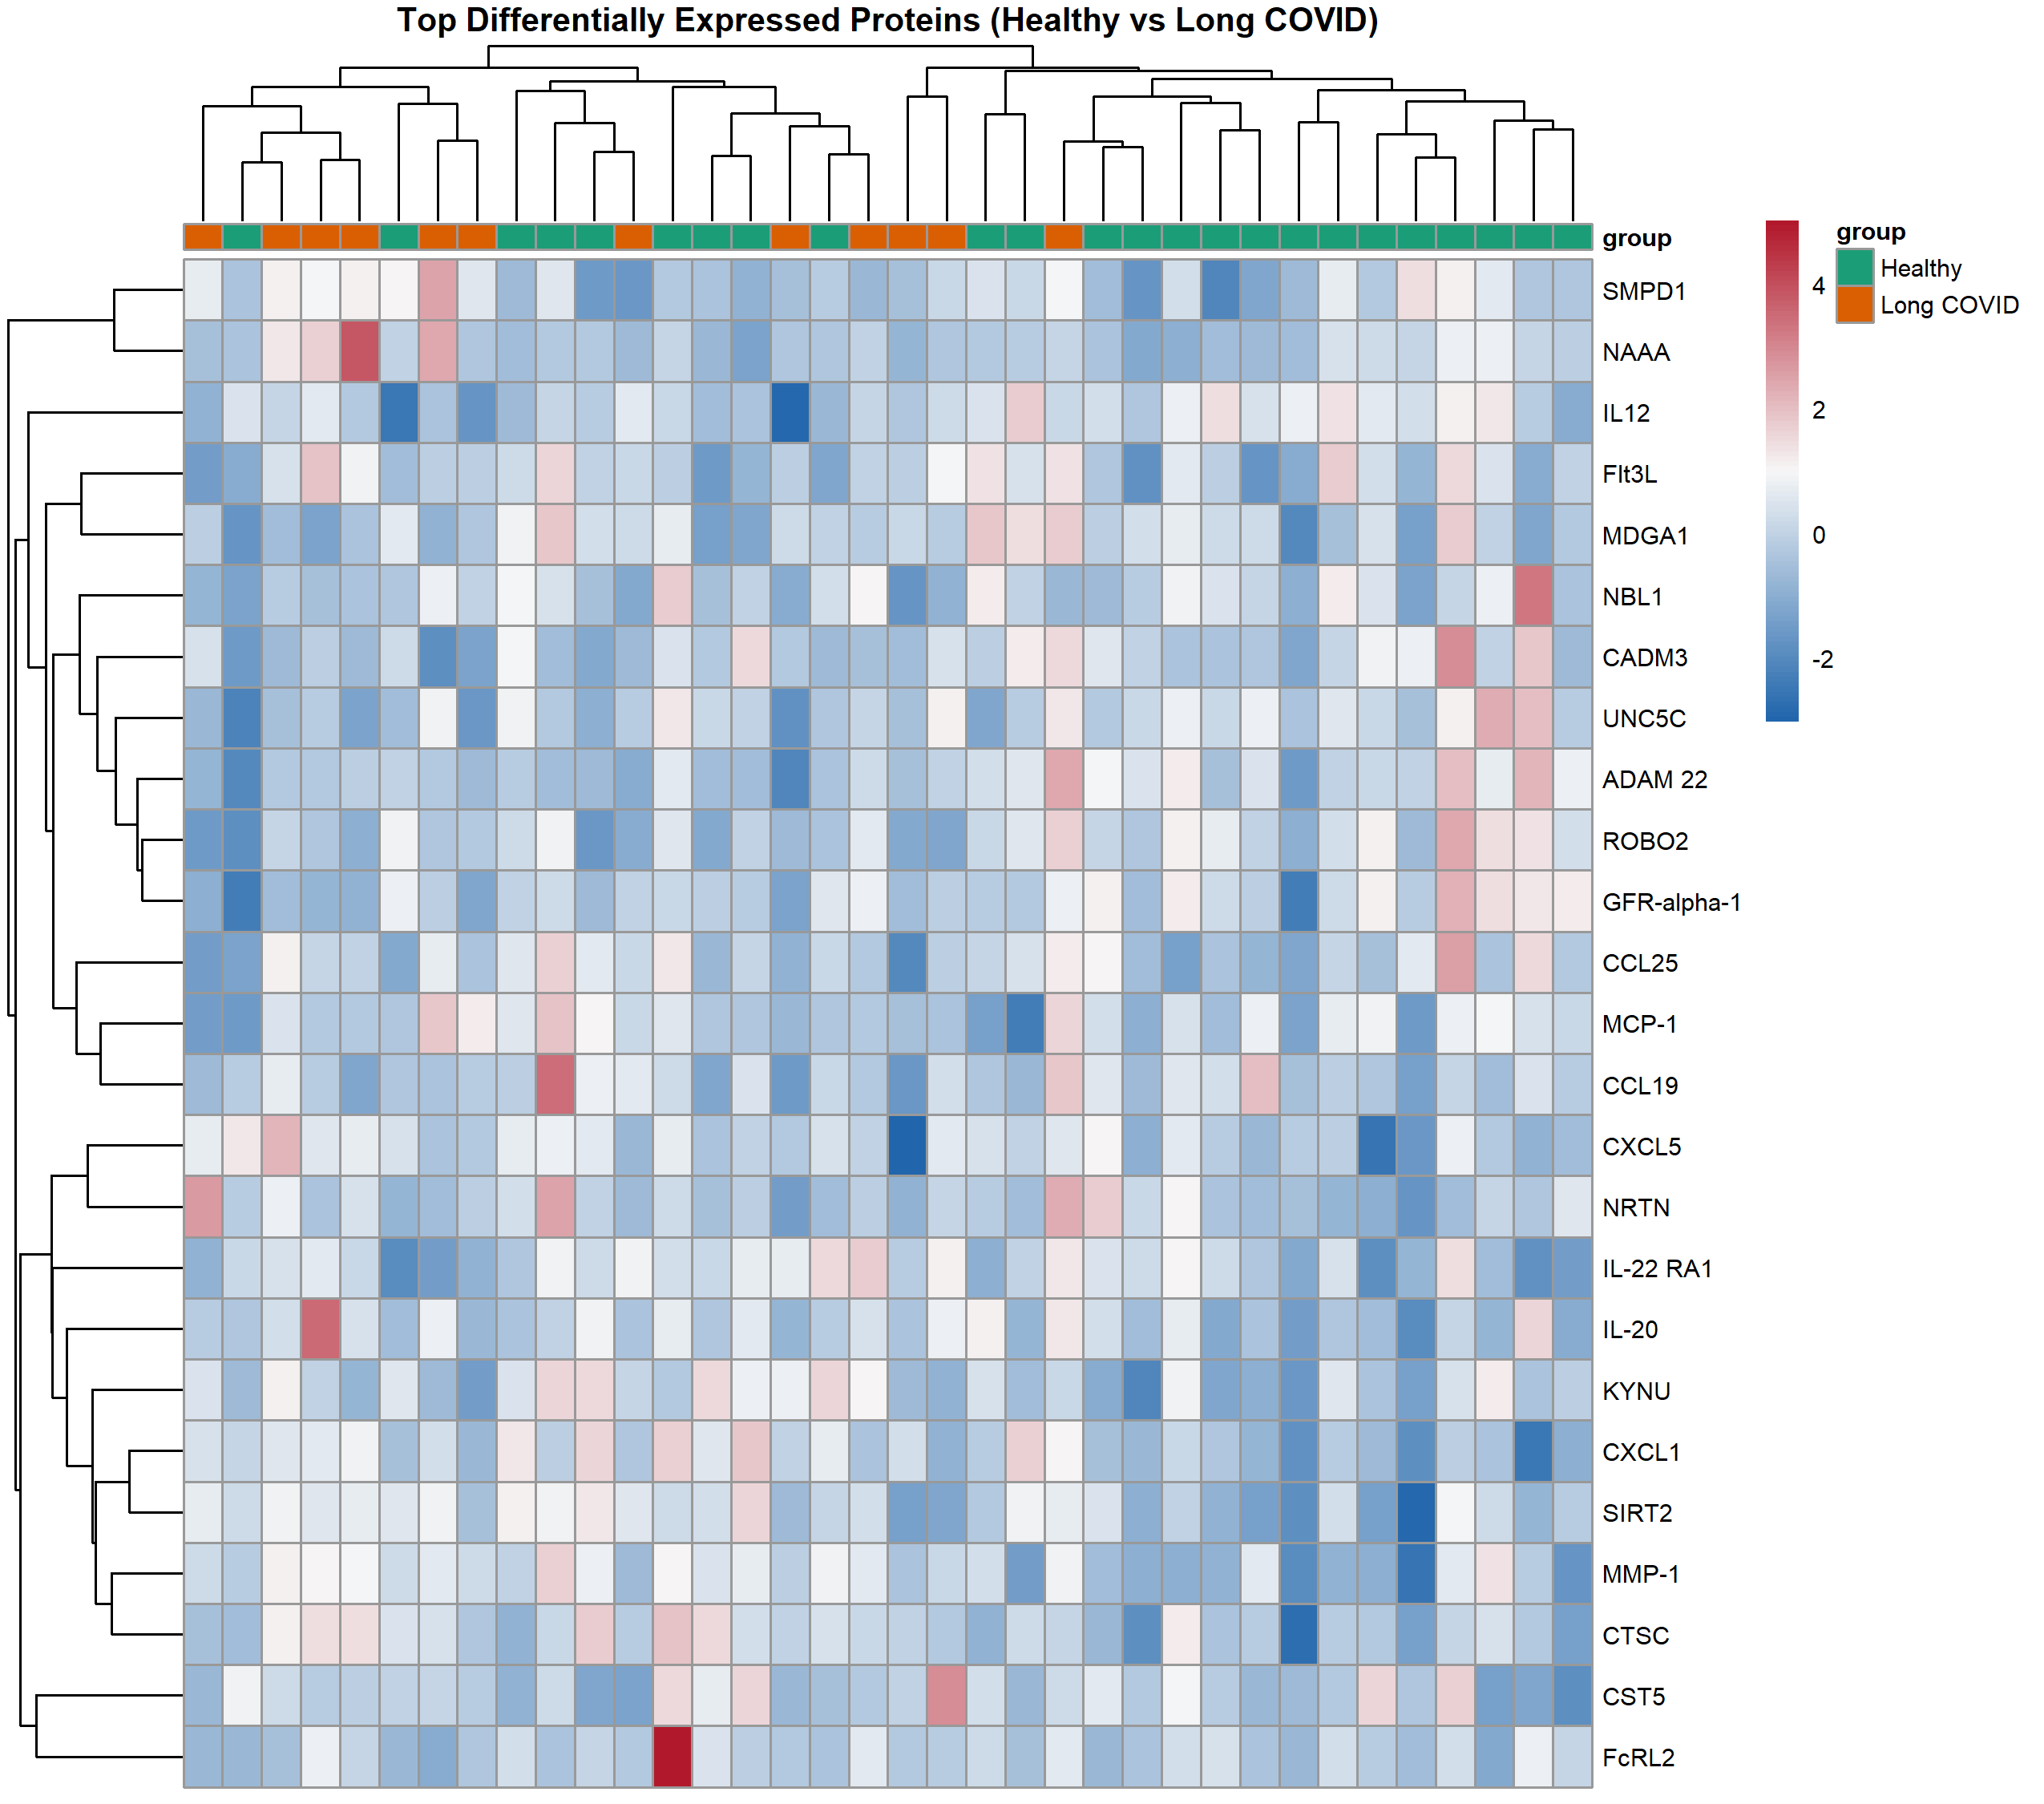 Top Differentially Expressed Proteins (Healthy vs Long COVID)
group
SMPD1
NAAA
IL12
Flt3L
MDGA1
NBL1
CADM3
UNC5C
ADAM 22
ROBO2
GFR-alpha-1
CCL25
MCP-1
CCL19
CXCL5
NRTN
IL-22 RA1
IL-20
KYNU
CXCL1
SIRT2
MMP-1
CTSC
CST5
FcRL2
4
2
0
-2
group
Healthy
Long COVID